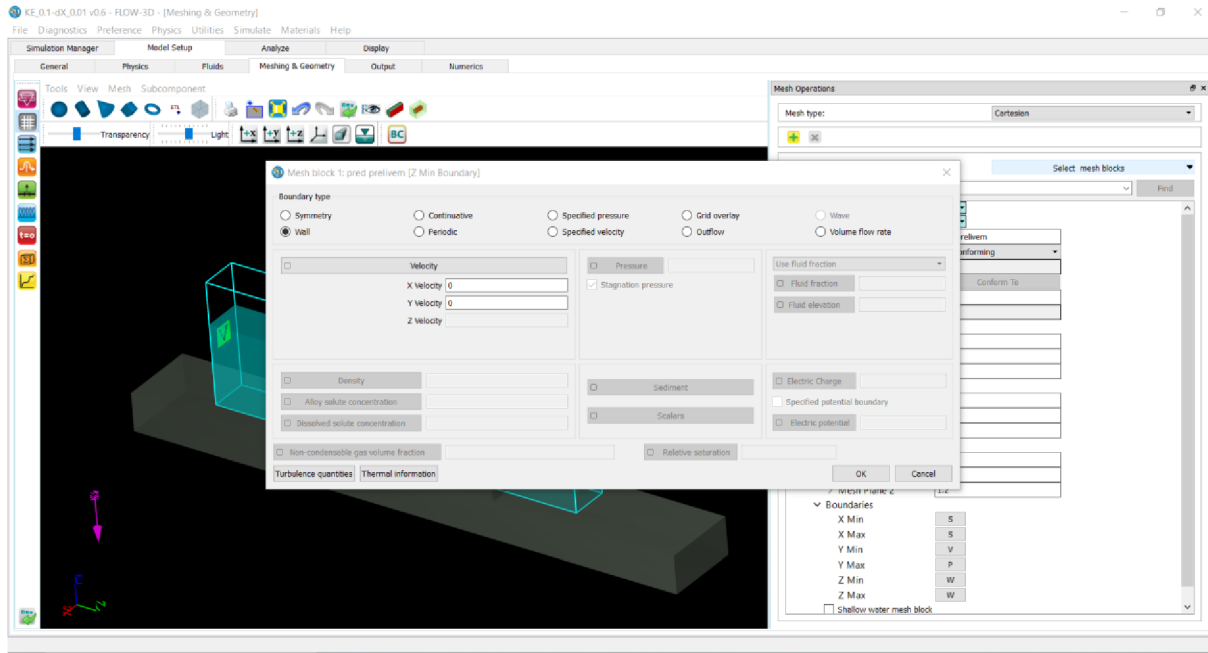 KE_0.1-dX_0.01 v0.6 - FLOW-3D - [Meshing & Geometry]
File Diagnostics Preference Physics Utilities Simulate Materials Help
Simulation Manager Model Setup Analyze Display
General Physics Fluids Meshing & Geometry Output Numerics
Tools View Mesh Subcomponent
Mesh Operations
Mesh type: Cartesian
STL
Transparency Light +x +y +z BC
Select mesh blocks
Find
Mesh block 1: pred prelivem [Z Min Boundary]
Boundary type
Symmetry Continuative Specified pressure Grid overlay Wave
Wall Periodic Specified velocity Outflow Volume flow rate
relivem
onforming
Velocity Pressure Use fluid fraction
X Velocity 0 Stagnation pressure Fluid fraction Conform To
Y Velocity 0 Fluid elevation
Z Velocity
t=0
V
Density Sediment Electric Charge
Alloy solute concentration Specified potential boundary
Scalars
Dissolved solute concentration Electric potential
Non-condensable gas volume fraction Relative saturation
Turbulence quantities Thermal information OK Cancel
Mesh Plane 2 1.2
Boundaries
X Min S
X Max S
Y Min V
Y Max P
Z Min W
Z Max W
Shallow water mesh block